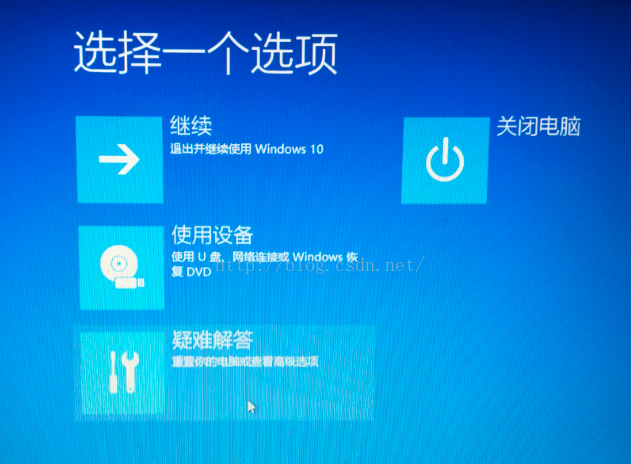 选择一个选项
继续
退出并继续使用 Windows 10
关闭电脑
使用设备
使用 U 盘、网络连接或 Windows 恢
复 DVD
http://blog.csdn.net/
疑难解答
重置你的电脑或查看高级选项